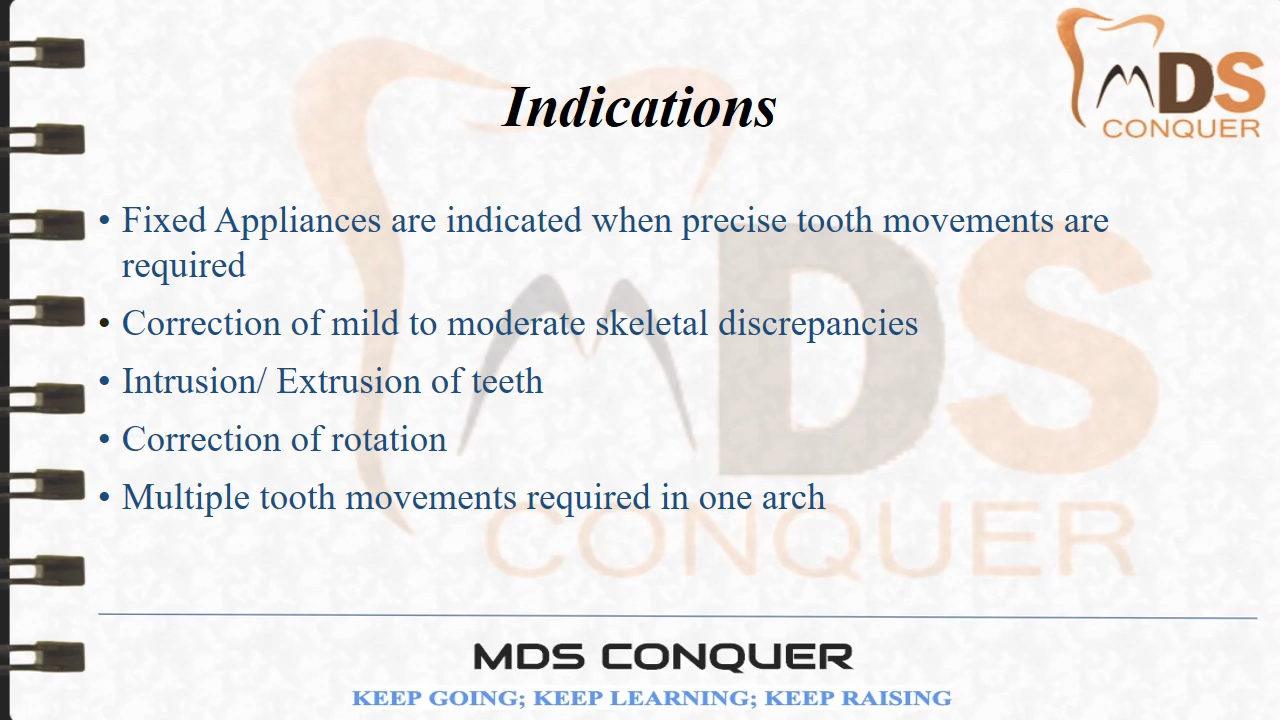 MDS
CONQUER
Indications
• Fixed Appliances are indicated when precise tooth movements are
required
• Correction of mild to moderate skeletal discrepancies
• Intrusion/ Extrusion of teeth
• Correction of rotation
• Multiple tooth movements required in one arch
MDS
CONQUER
MDS CONQUER
KEEP GOING; KEEP LEARNING; KEEP RAISING